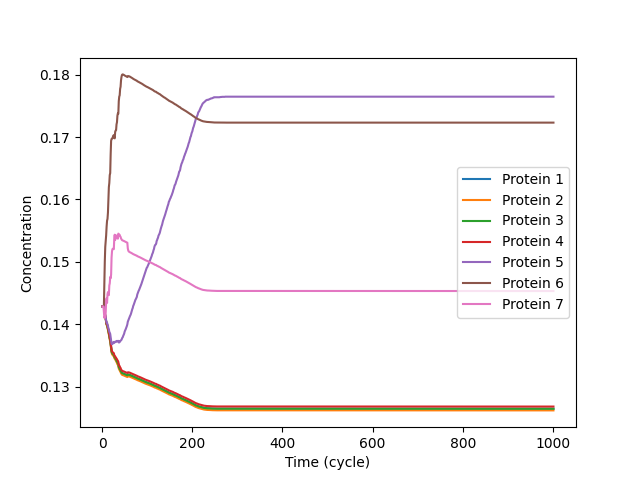 0.18
0.17
0.16
0.15
0.14
0.13
Concentration
0 200 400 600 800 1000
Time (cycle)
Protein 1
Protein 2
Protein 3
Protein 4
Protein 5
Protein 6
Protein 7